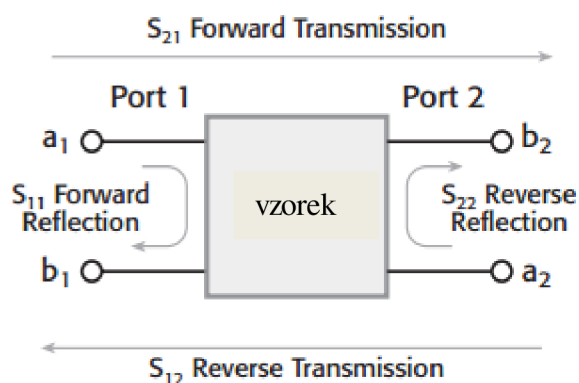 S₂₁ Forward Transmission
Port 1
Port 2
a₁
b₂
S₁₁ Forward
Reflection
vzorek
S₂₂ Reverse
Reflection
b₁
a₂
S₁₂ Reverse Transmission